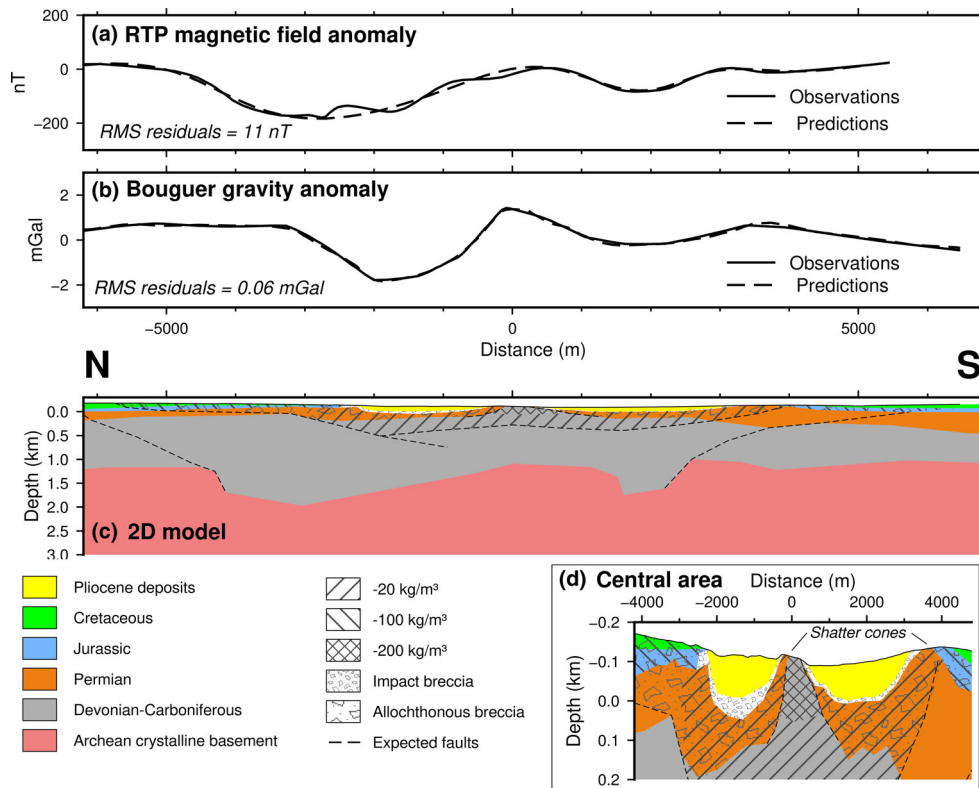 200
(a) RTP magnetic field anomaly
0
nT
Observations
Predictions
−200
RMS residuals = 11 nT
(b) Bouguer gravity anomaly
2
0
mGal
Observations
−2
RMS residuals = 0.06 mGal
Predictions
−5000 0 5000
Distance (m)
N S
0.0
0.5
1.0
1.5
2.0
2.5
3.0
Depth (km)
(c) 2D model
Pliocene deposits
Cretaceous
Jurassic
Permian
Devonian-Carboniferous
Archean crystalline basement
-20 kg/m³
-100 kg/m³
-200 kg/m³
Impact breccia
Allochthonous breccia
Expected faults
(d) Central area Distance (m)
−4000 −2000 0 2000 4000
−0.2
Shatter cones
−0.1
0.0
0.1
0.2
Depth (km)